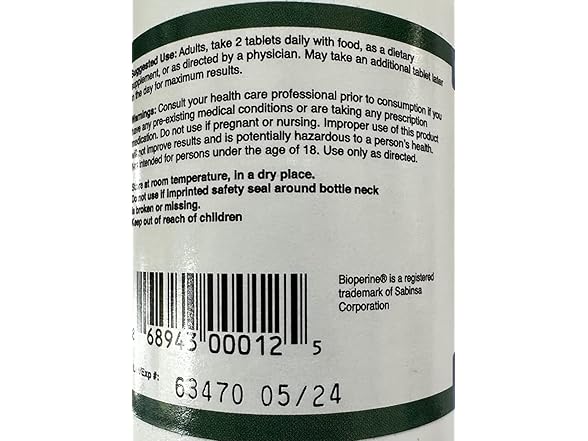 Suggested Use: Adults, take 2 tablets daily with food, as a dietary
supplement, or as directed by a physician. May take an additional tablet later
in the day for maximum results.
Warnings: Consult your health care professional prior to consumption if you
have any pre-existing medical conditions or are taking any prescription
medication. Do not use if pregnant or nursing. Improper use of this product
will not improve results and is potentially hazardous to a person's health.
Not intended for persons under the age of 18. Use only as directed.
Store at room temperature, in a dry place.
Do not use if imprinted safety seal around bottle neck
is broken or missing.
Keep out of reach of children
Bioperine® is a registered
trademark of Sabinsa
Corporation
68943 00012 5
/Exp #:
63470 05/24